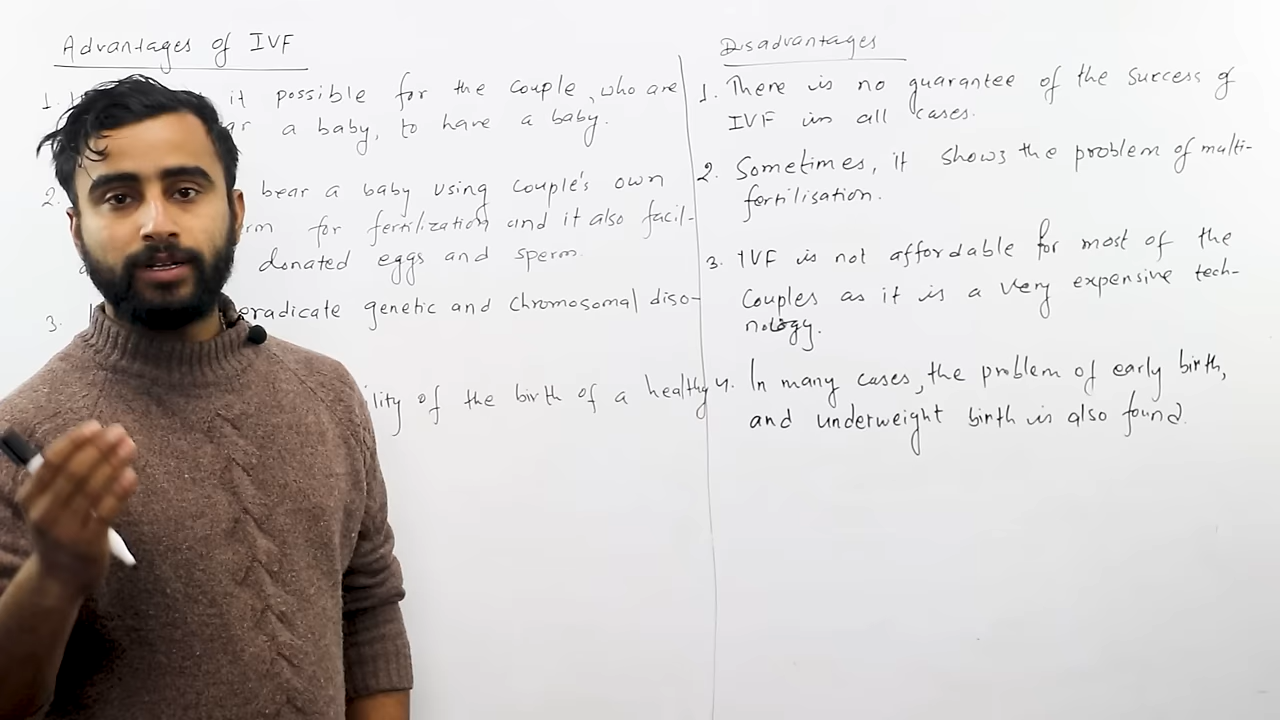 Advantages of IVF
1. it possible for the couple, who are
a baby, to have a baby.
2. bear a baby using couple's own
for fertilization and it also facil-
donated eggs and sperm.
3. eradicate genetic and chromosomal diso-
of the birth of a healthy
Disadvantages
1. There is no guarantee of the success of
IVF in all cases.
2. Sometimes, it shows the problem of multi-
fertilisation.
3. IVF is not affordable for most of the
couples as it is a very expensive tech-
nology.
4. In many cases, the problem of early birth,
and underweight birth is also found.